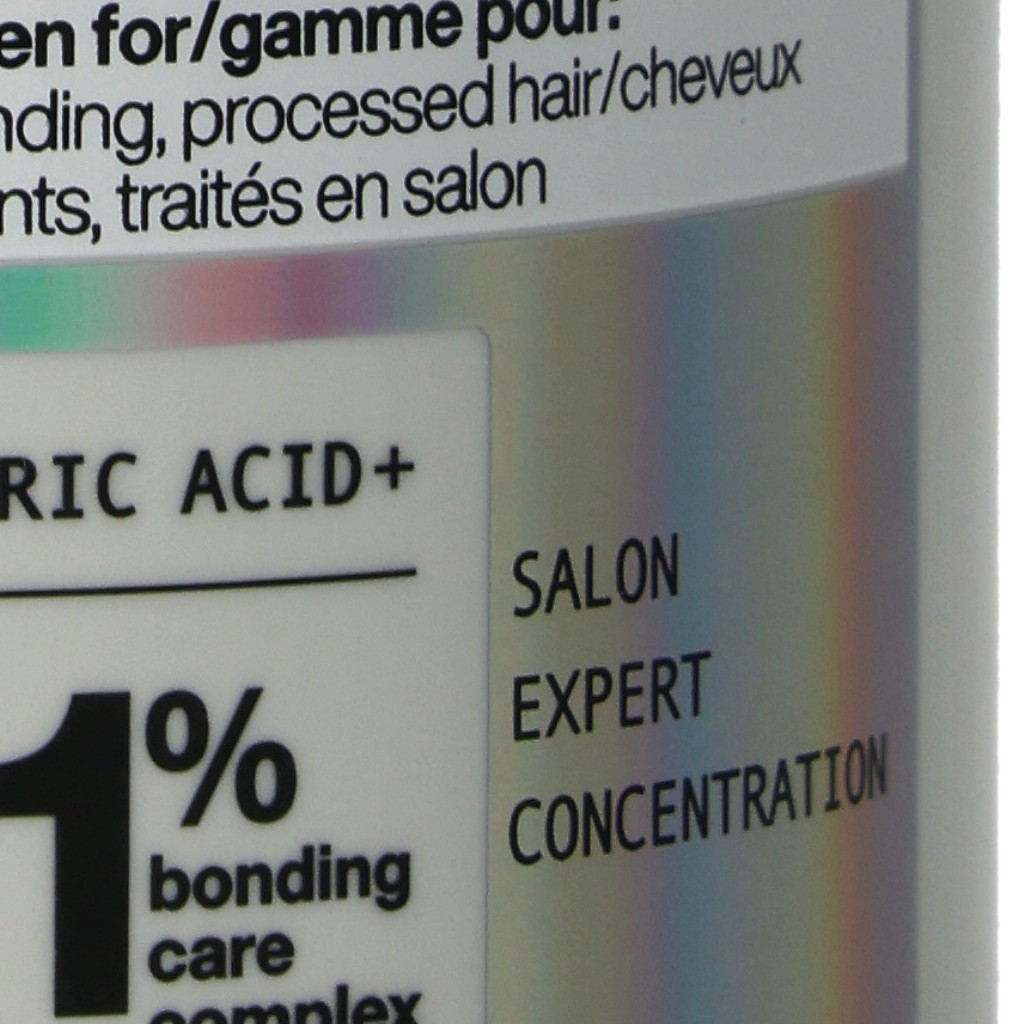 en for/gamme pour:
nding, processed hair/cheveux
nts, traités en salon
RIC ACID+
1%
bonding
care
complex
SALON
EXPERT
CONCENTRATION